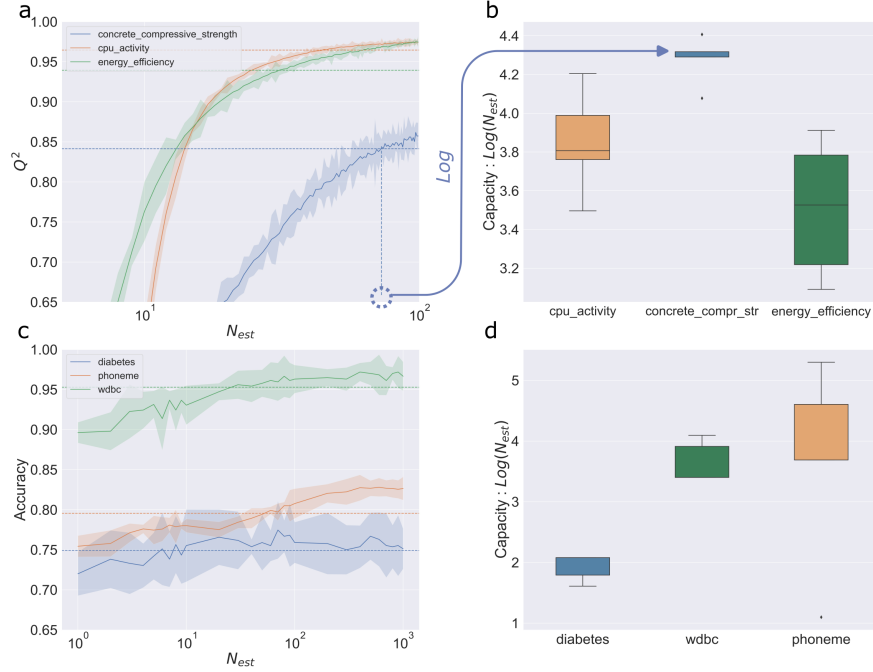 a
1.00
0.95
0.90
0.85
0.80
0.75
0.70
0.65
Q²
concrete_compressive_strength
cpu_activity
energy_efficiency
10¹
10²
N_est
Log
b
4.4
4.2
4.0
3.8
3.6
3.4
3.2
Capacity : Log(N_est)
cpu_activity
concrete_compr_str
energy_efficiency
c
1.00
0.95
0.90
0.85
0.80
0.75
0.70
0.65
Accuracy
diabetes
phoneme
wdbc
10⁰
10¹
10²
10³
N_est
d
5
4
3
2
1
Capacity : Log(N_est)
diabetes
wdbc
phoneme